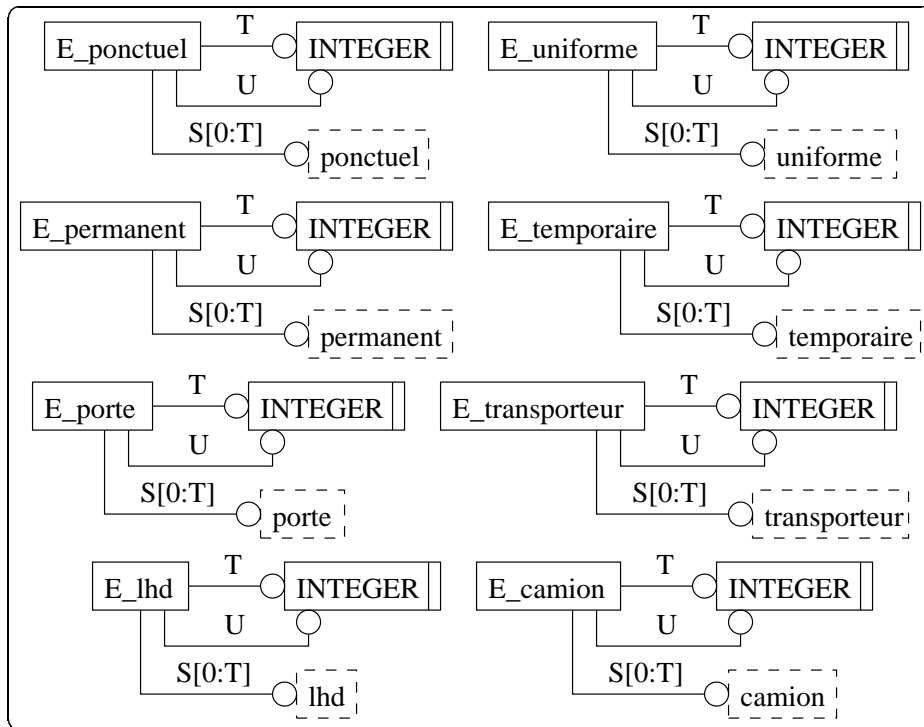 T T
E_ponctuel INTEGER E_uniforme INTEGER
U U
S[0:T] S[0:T]
ponctuel uniforme
T T
E_permanent INTEGER E_temporaire INTEGER
U U
S[0:T] S[0:T]
permanent temporaire
T T
E_porte INTEGER E_transporteur INTEGER
U U
S[0:T] S[0:T]
porte transporteur
T T
E_lhd INTEGER E_camion INTEGER
U U
S[0:T] S[0:T]
lhd camion